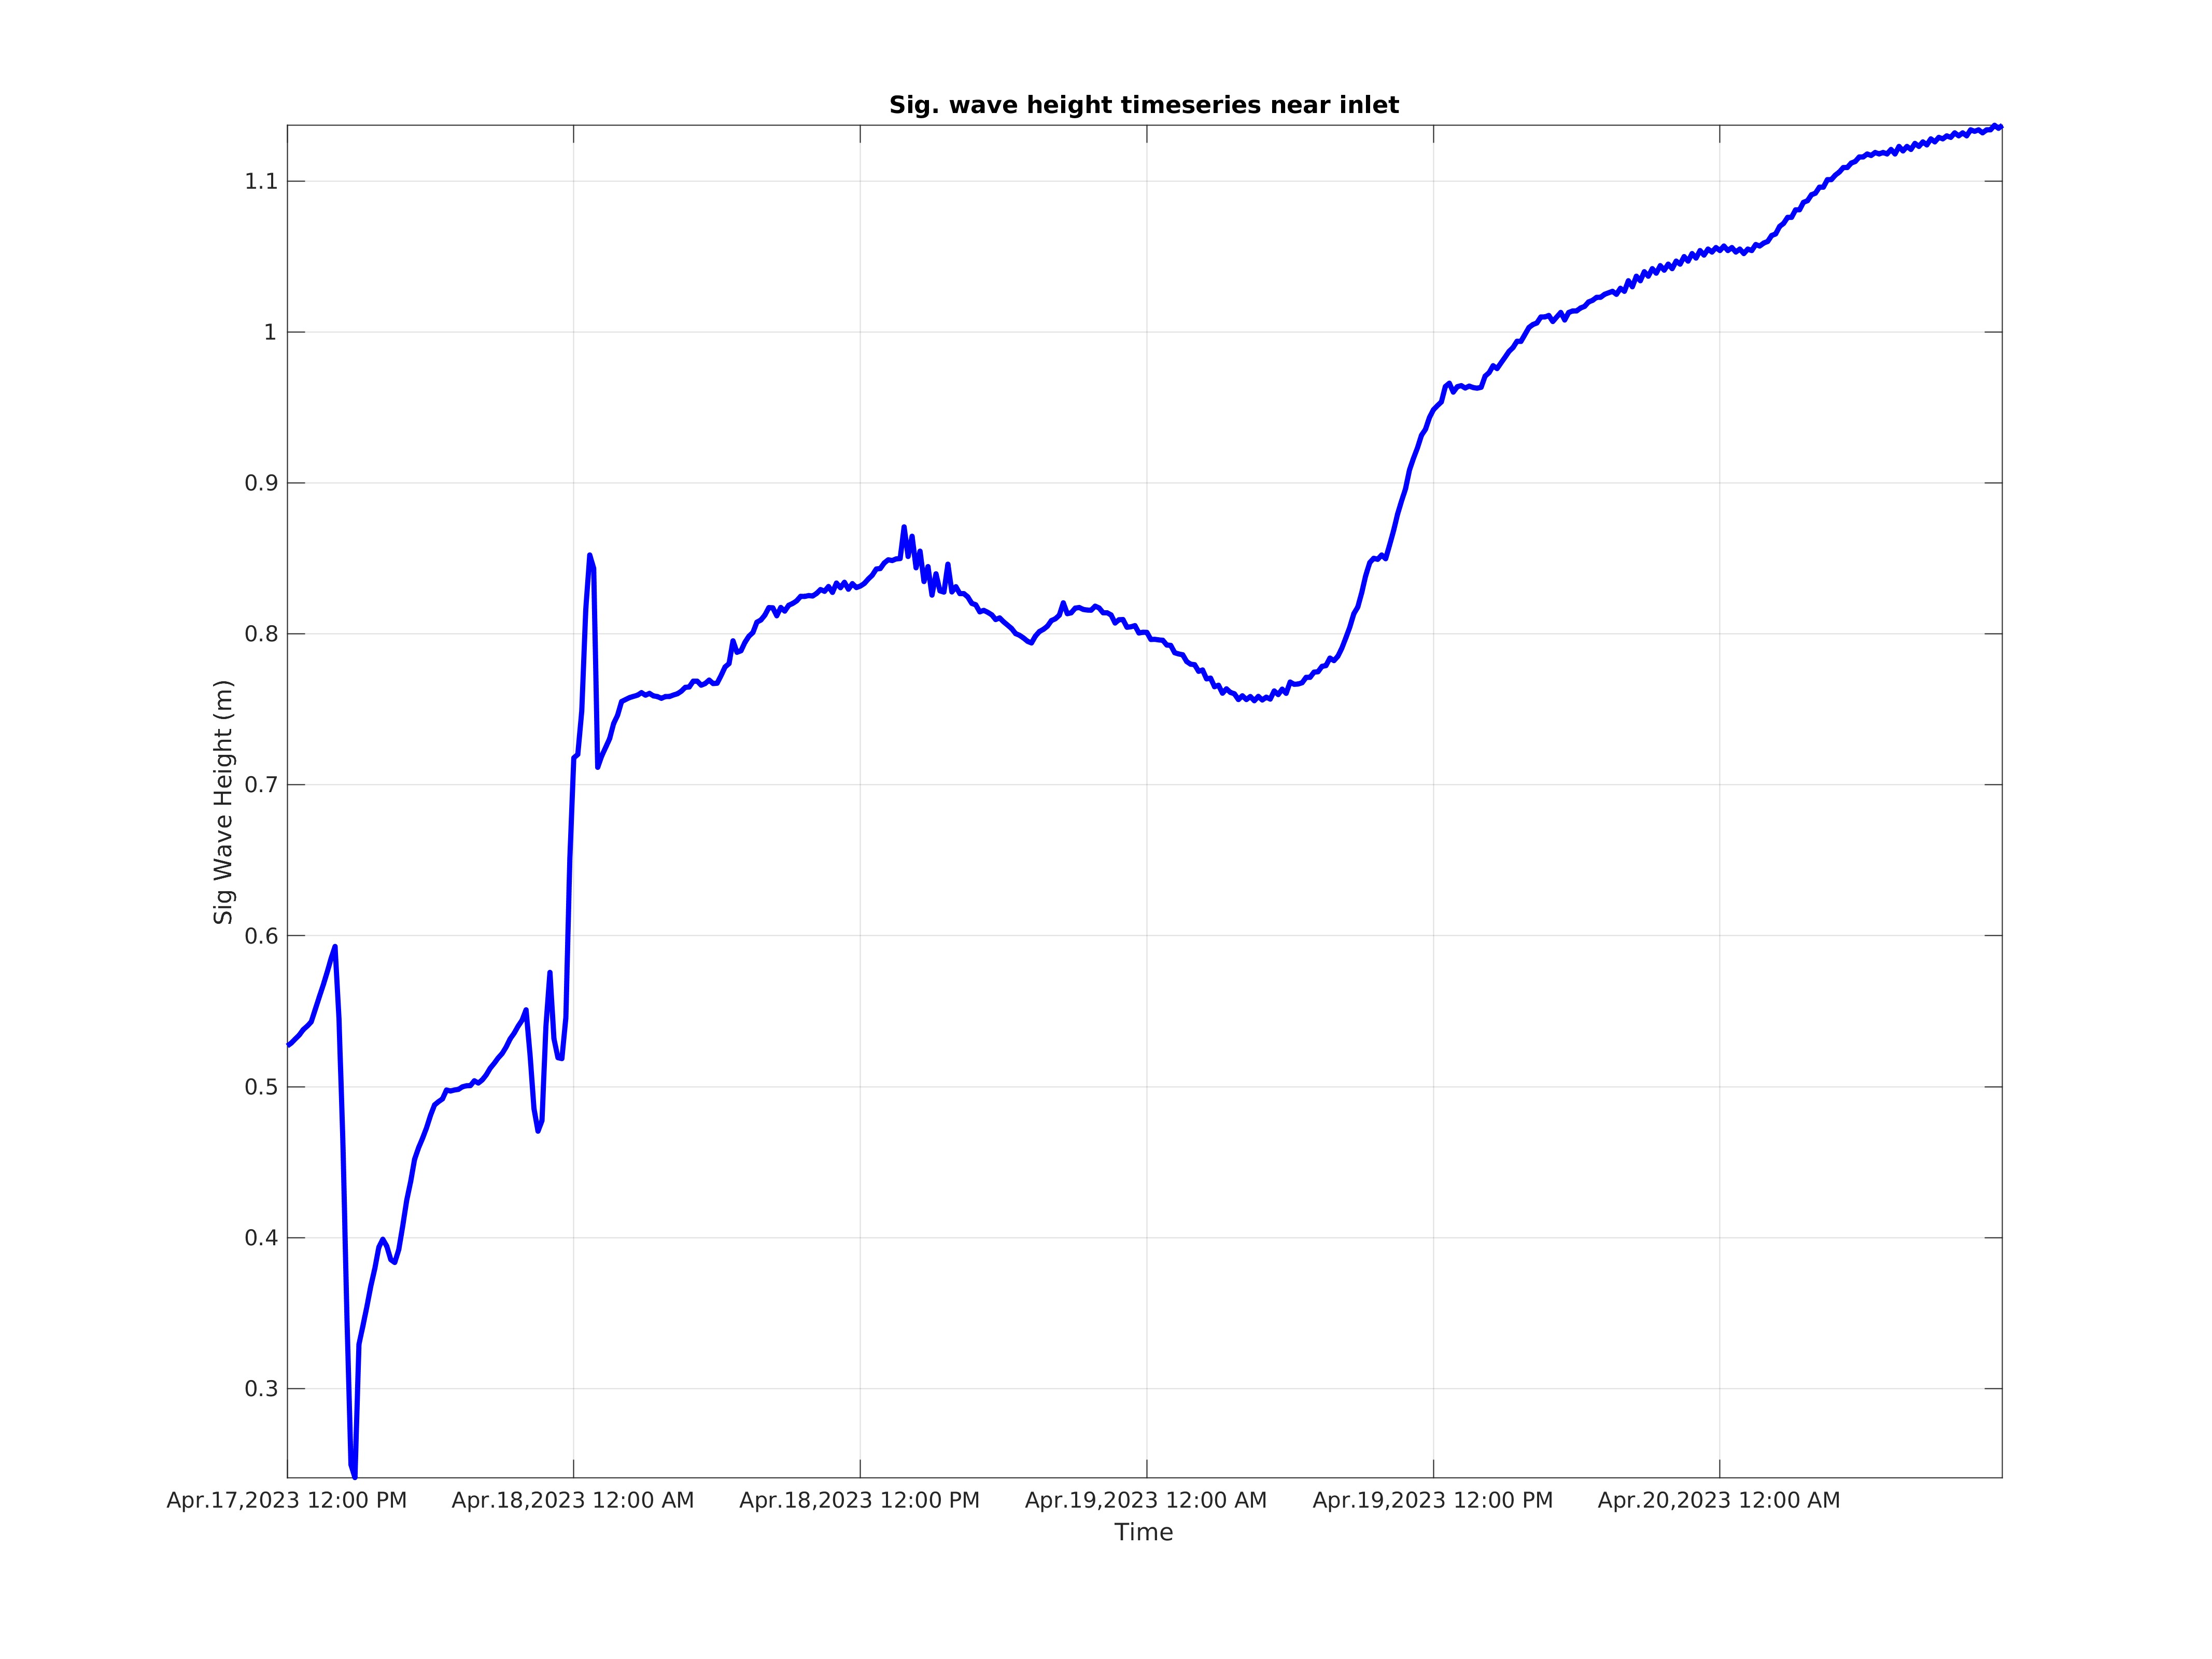 Sig. wave height timeseries near inlet
1.1
1
0.9
0.8
0.7
0.6
0.5
0.4
0.3
Sig Wave Height (m)
Apr.17,2023 12:00 PM
Apr.18,2023 12:00 AM
Apr.18,2023 12:00 PM
Apr.19,2023 12:00 AM
Apr.19,2023 12:00 PM
Apr.20,2023 12:00 AM
Time